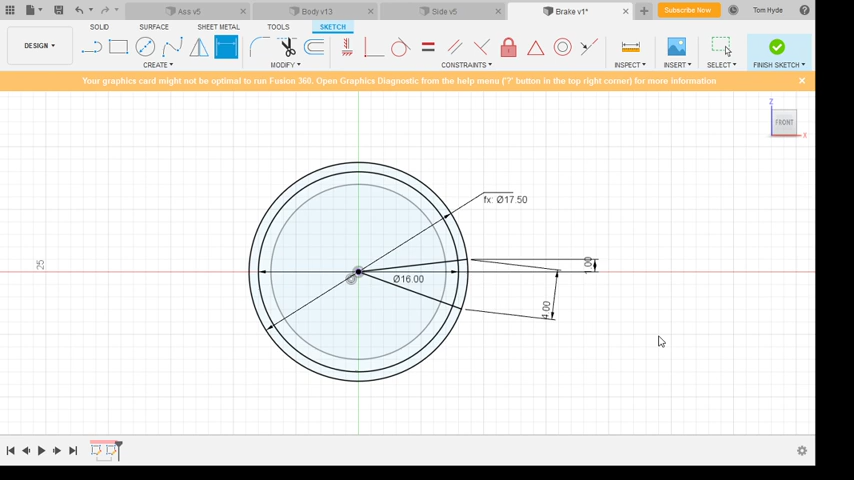 Ass v5
Body v13
Side v5
Brake v1*
Subscribe Now
Tom Hyde
SOLID
SURFACE
SHEET METAL
TOOLS
SKETCH
DESIGN
CREATE
MODIFY
CONSTRAINTS
INSPECT
INSERT
SELECT
FINISH SKETCH
Your graphics card might not be optimal to run Fusion 360. Open Graphics Diagnostic from the help menu ('?' button in the top right corner) for more information
Z
FRONT
X
fx: Ø17.50
25
1.00
Ø16.00
4.00